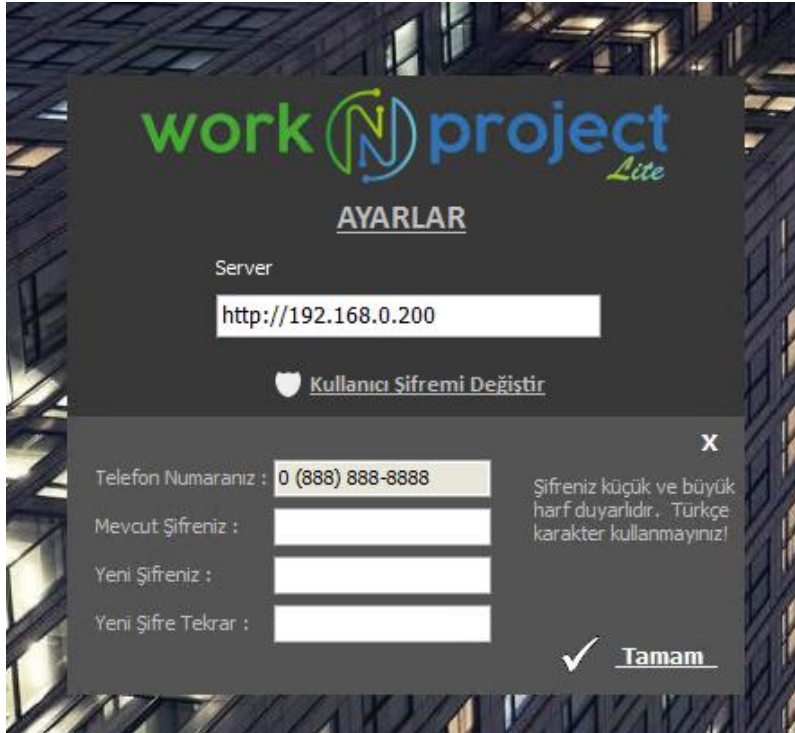 work N project
Lite
AYARLAR
Server
http://192.168.0.200
Kullanıcı Şifremi Değiştir
X
Telefon Numaranız : 0 (888) 888-8888
Mevcut Şifreniz :
Yeni Şifreniz :
Yeni Şifre Tekrar :
Şifreniz küçük ve büyük
harf duyarlıdır. Türkçe
karakter kullanmayınız!
Tamam